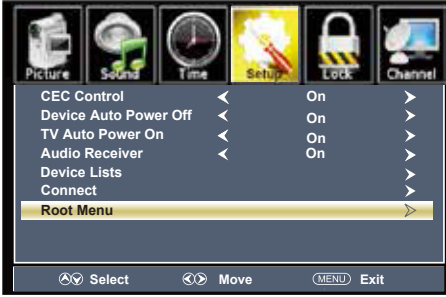 Picture Sound Time Setup Lock Channel
CEC Control On
Device Auto Power Off On
TV Auto Power On On
Audio Receiver On
Device Lists
Connect
Root Menu
Select Move MENU Exit